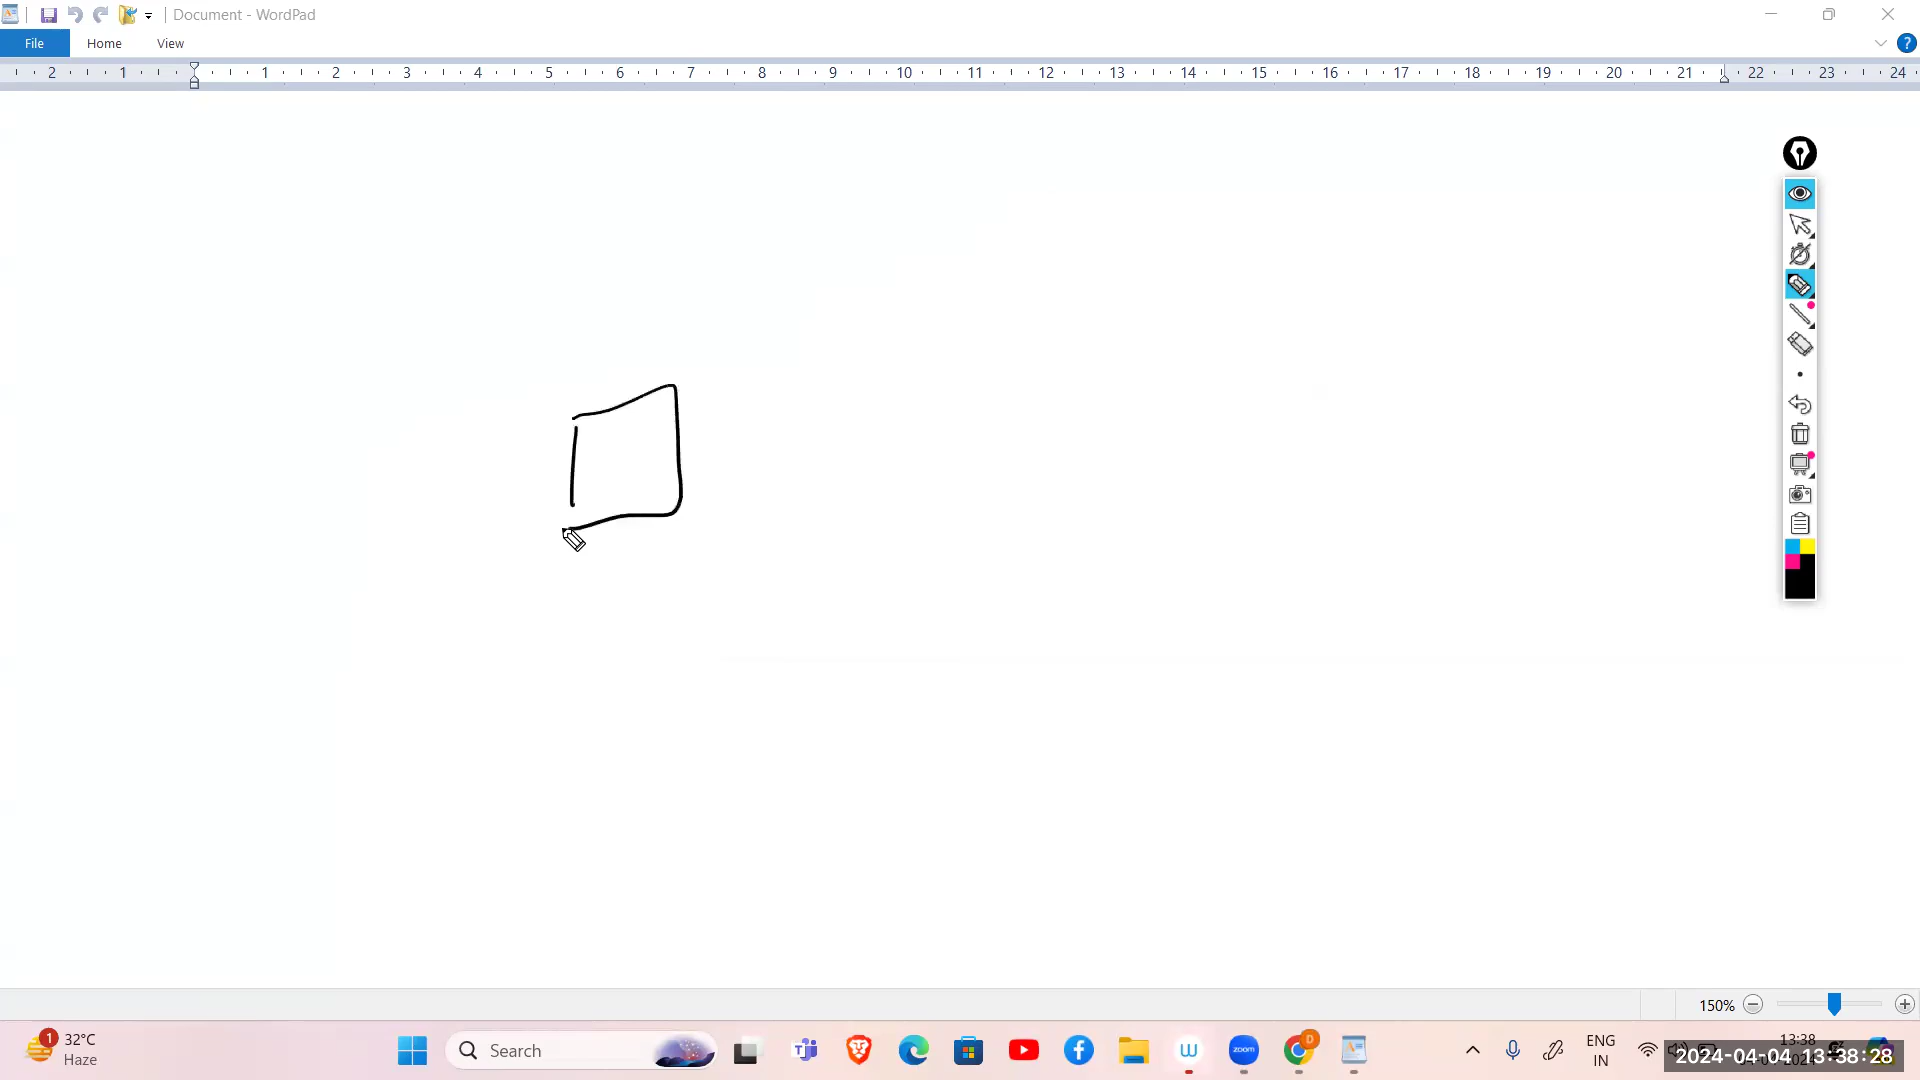 Document - WordPad
File Home View
2 1 1 2 3 4 5 6 7 8 9 10 11 12 13 14 15 16 17 18 19 20 21 22 23 24
150%
1 32°C
Haze
Search
zoom
D
ENG
IN
13:38
2024-04-04 13:38:28